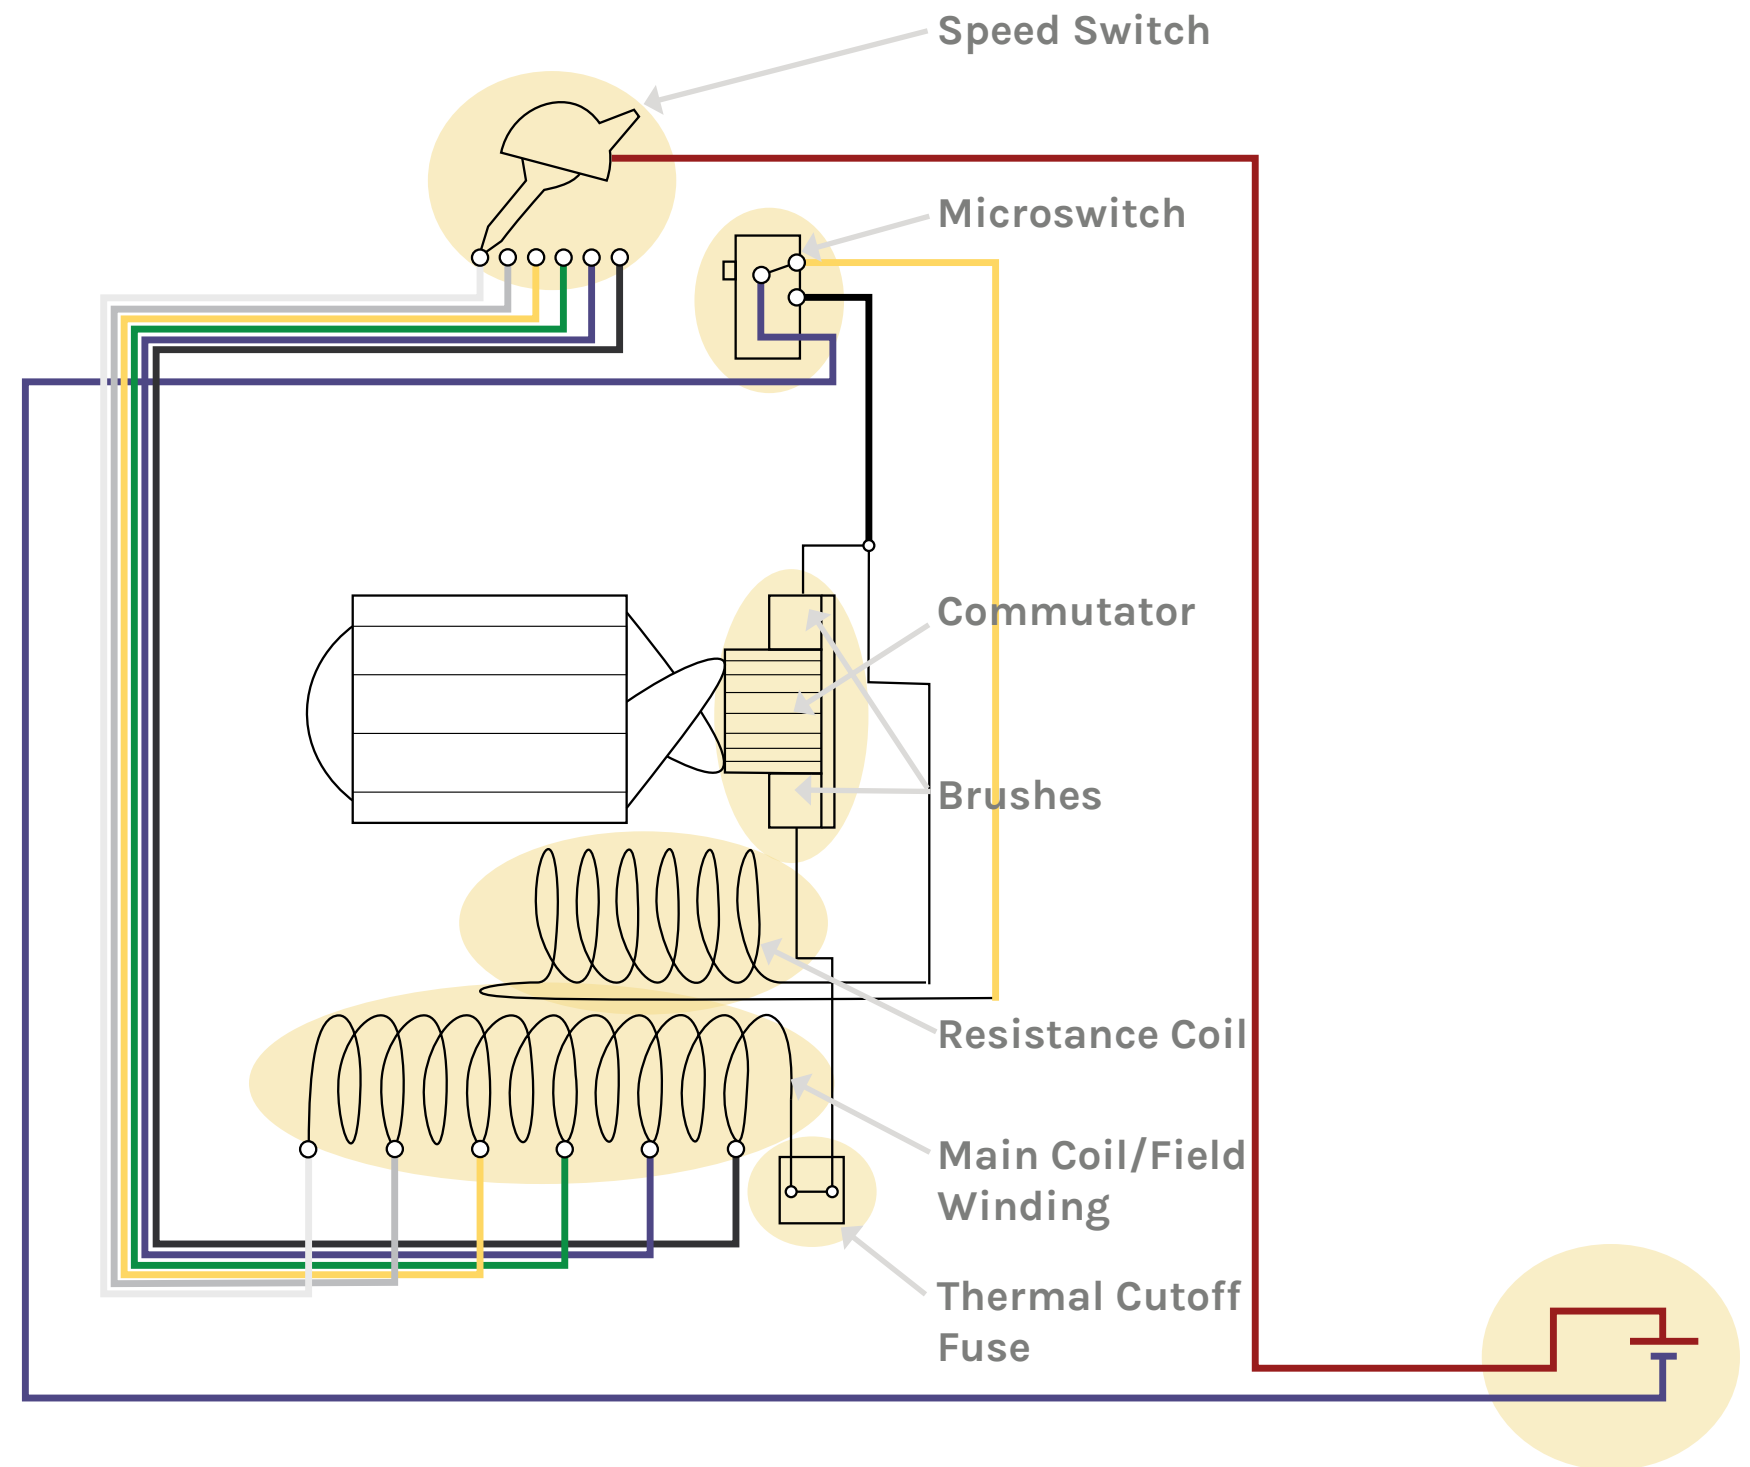 Speed Switch
Microswitch
Commutator
Brushes
Resistance Coil
Main Coil/Field
Winding
Thermal Cutoff
Fuse